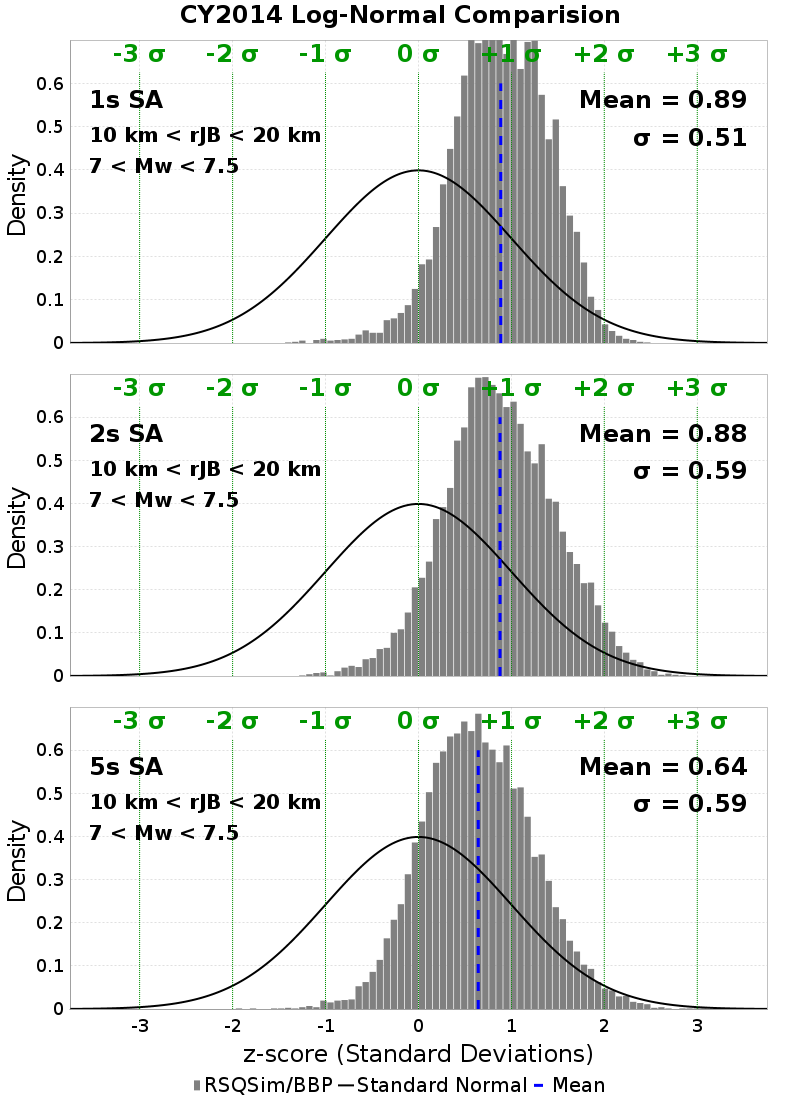 CY2014 Log-Normal Comparision
-3 σ -2 σ -1 σ 0 σ +1 σ +2 σ +3 σ
1s SA
Mean = 0.89
10 km < rJB < 20 km
σ = 0.51
7 < Mw < 7.5
Density
0.6
0.5
0.4
0.3
0.2
0.1
0
-3 σ -2 σ -1 σ 0 σ +1 σ +2 σ +3 σ
2s SA
Mean = 0.88
10 km < rJB < 20 km
σ = 0.59
7 < Mw < 7.5
Density
0.6
0.5
0.4
0.3
0.2
0.1
0
-3 σ -2 σ -1 σ 0 σ +1 σ +2 σ +3 σ
5s SA
Mean = 0.64
10 km < rJB < 20 km
σ = 0.59
7 < Mw < 7.5
Density
0.6
0.5
0.4
0.3
0.2
0.1
0
-3 -2 -1 0 1 2 3
z-score (Standard Deviations)
RSQSim/BBP Standard Normal Mean